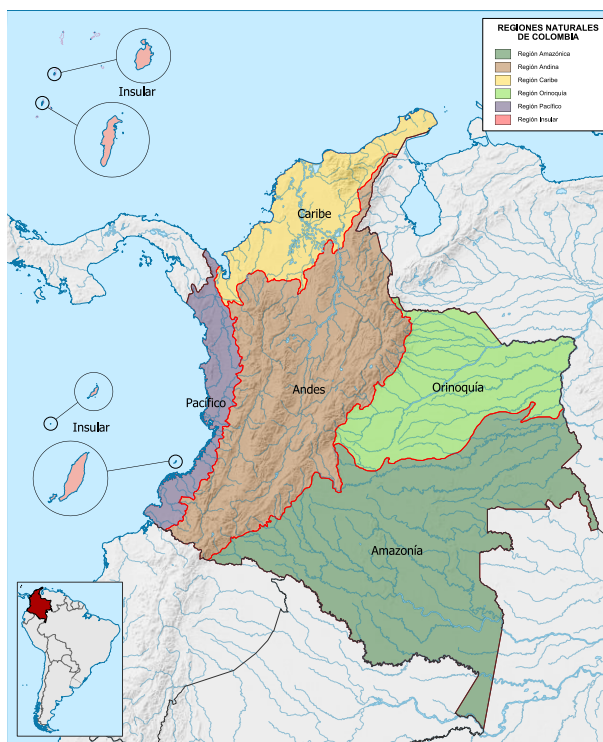 REGIONES NATURALES
DE COLOMBIA
Región Amazónica
Región Andina
Región Caribe
Región Orinoquía
Región Pacífico
Región Insular
Insular
Caribe
Pacífico
Andes
Orinoquía
Insular
Amazonía